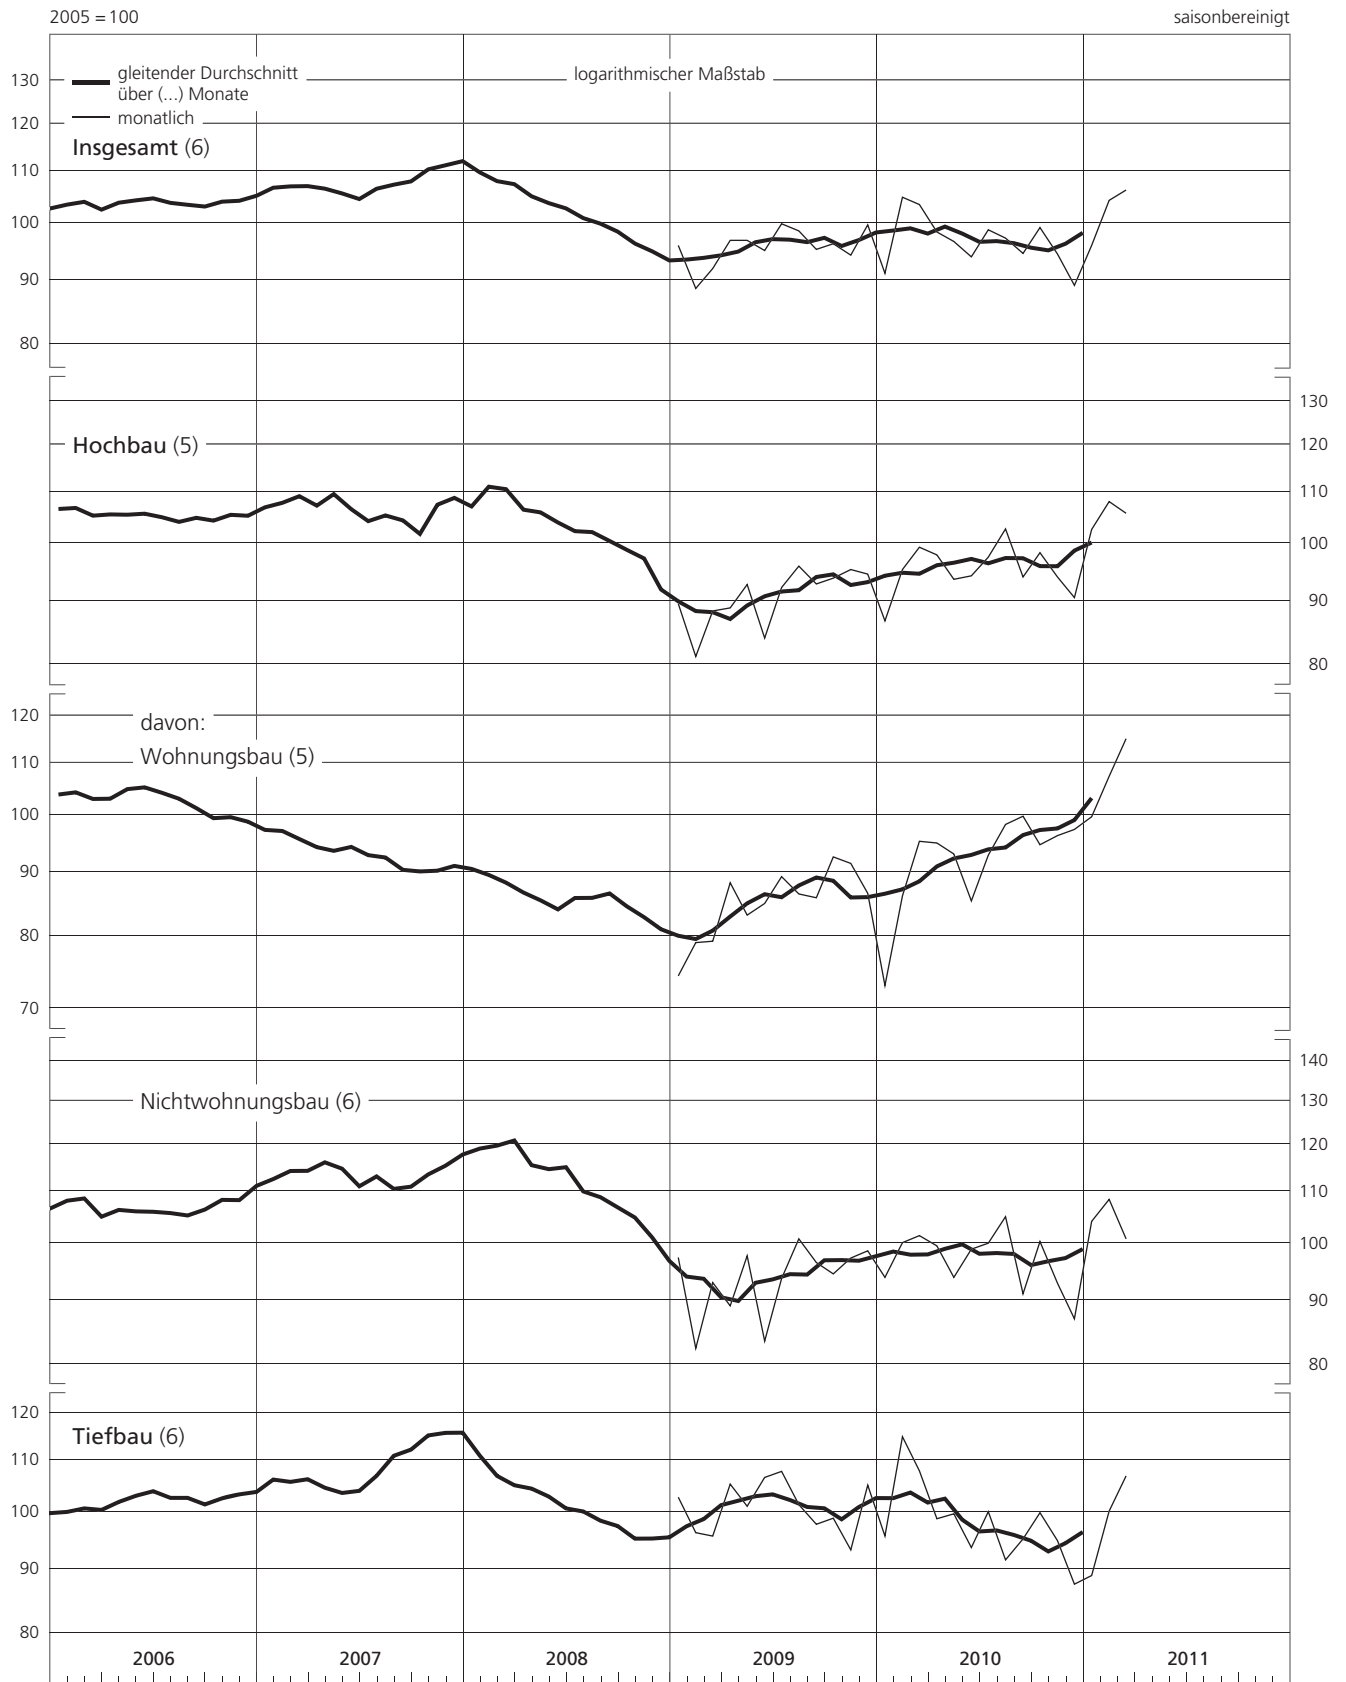 2005 = 100
saisonbereinigt
gleitender Durchschnitt
über (...) Monate
monatlich
logarithmischer Maßstab
130
120
110
100
90
80
Insgesamt (6)
130
120
110
100
90
80
Hochbau (5)
120
110
100
90
80
70
davon:
Wohnungsbau (5)
140
130
120
110
100
90
80
Nichtwohnungsbau (6)
120
110
100
90
80
Tiefbau (6)
2006 2007 2008 2009 2010 2011